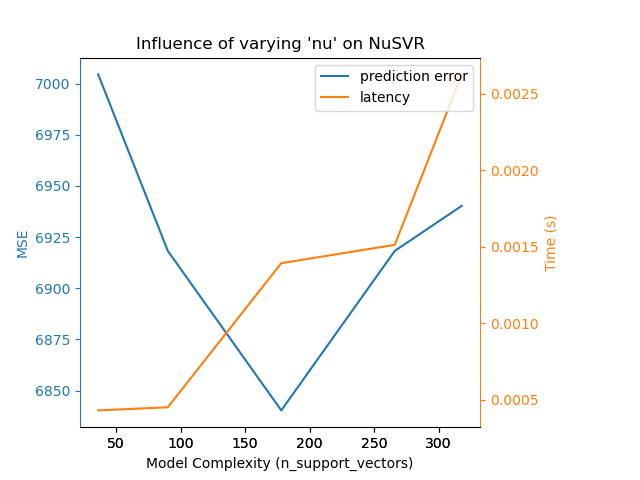 Influence of varying 'nu' on NuSVR
prediction error
latency
7000
6975
6950
6925
6900
6875
6850
MSE
0.0025
0.0020
0.0015
0.0010
0.0005
Time (s)
50 100 150 200 250 300
Model Complexity (n_support_vectors)